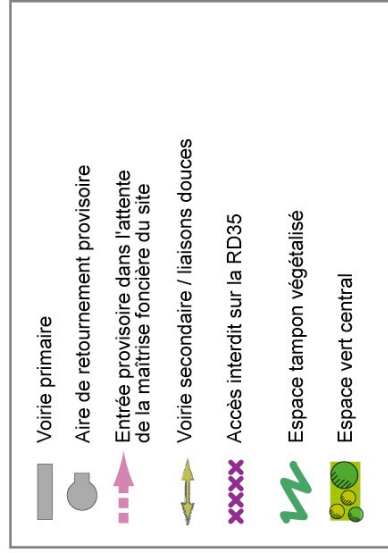 Voirie primaire
Aire de retournement provisoire
Entrée provisoire dans l'attente
de la maîtrise foncière du site
Voirie secondaire / liaisons douces
Accès interdit sur la RD35
Espace tampon végétalisé
Espace vert central